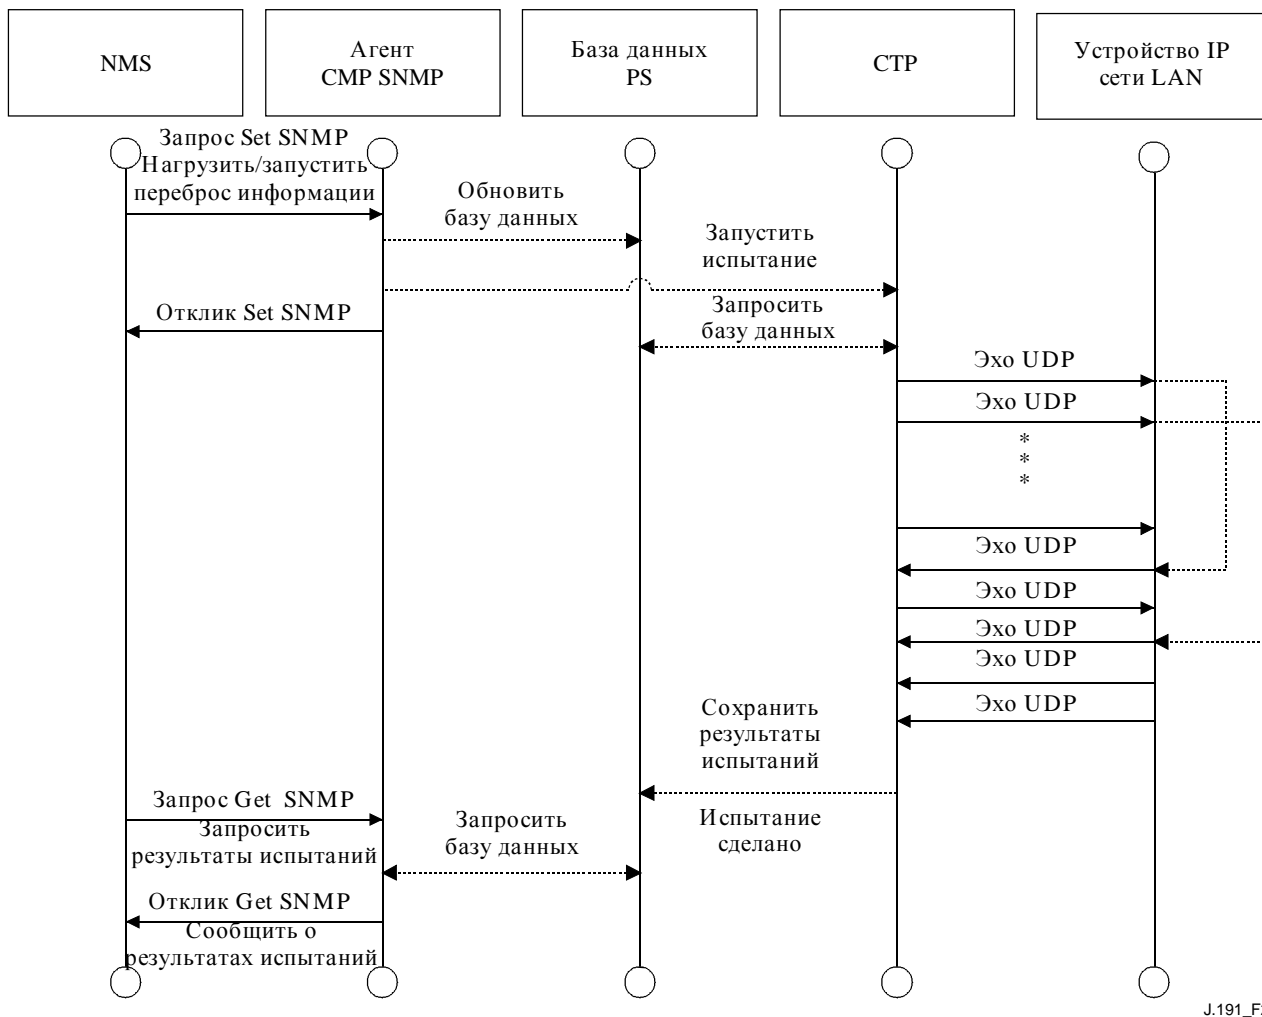 NMS
Агент
CMP SNMP
База данных
PS
CTP
Устройство IP
сети LAN
Запрос Set SNMP
Нагрузить/запустить
переброс информации
Обновить
базу данных
Запустить
испытание
Отклик Set SNMP
Запросить
базу данных
Эхо UDP
Эхо UDP
*
*
*
Эхо UDP
Эхо UDP
Эхо UDP
Эхо UDP
Эхо UDP
Сохранить
результаты
испытаний
Запрос Get SNMP
Запросить
результаты испытаний
Запросить
базу данных
Испытание
сделано
Отклик Get SNMP
Сообщить о
результатах испытаний